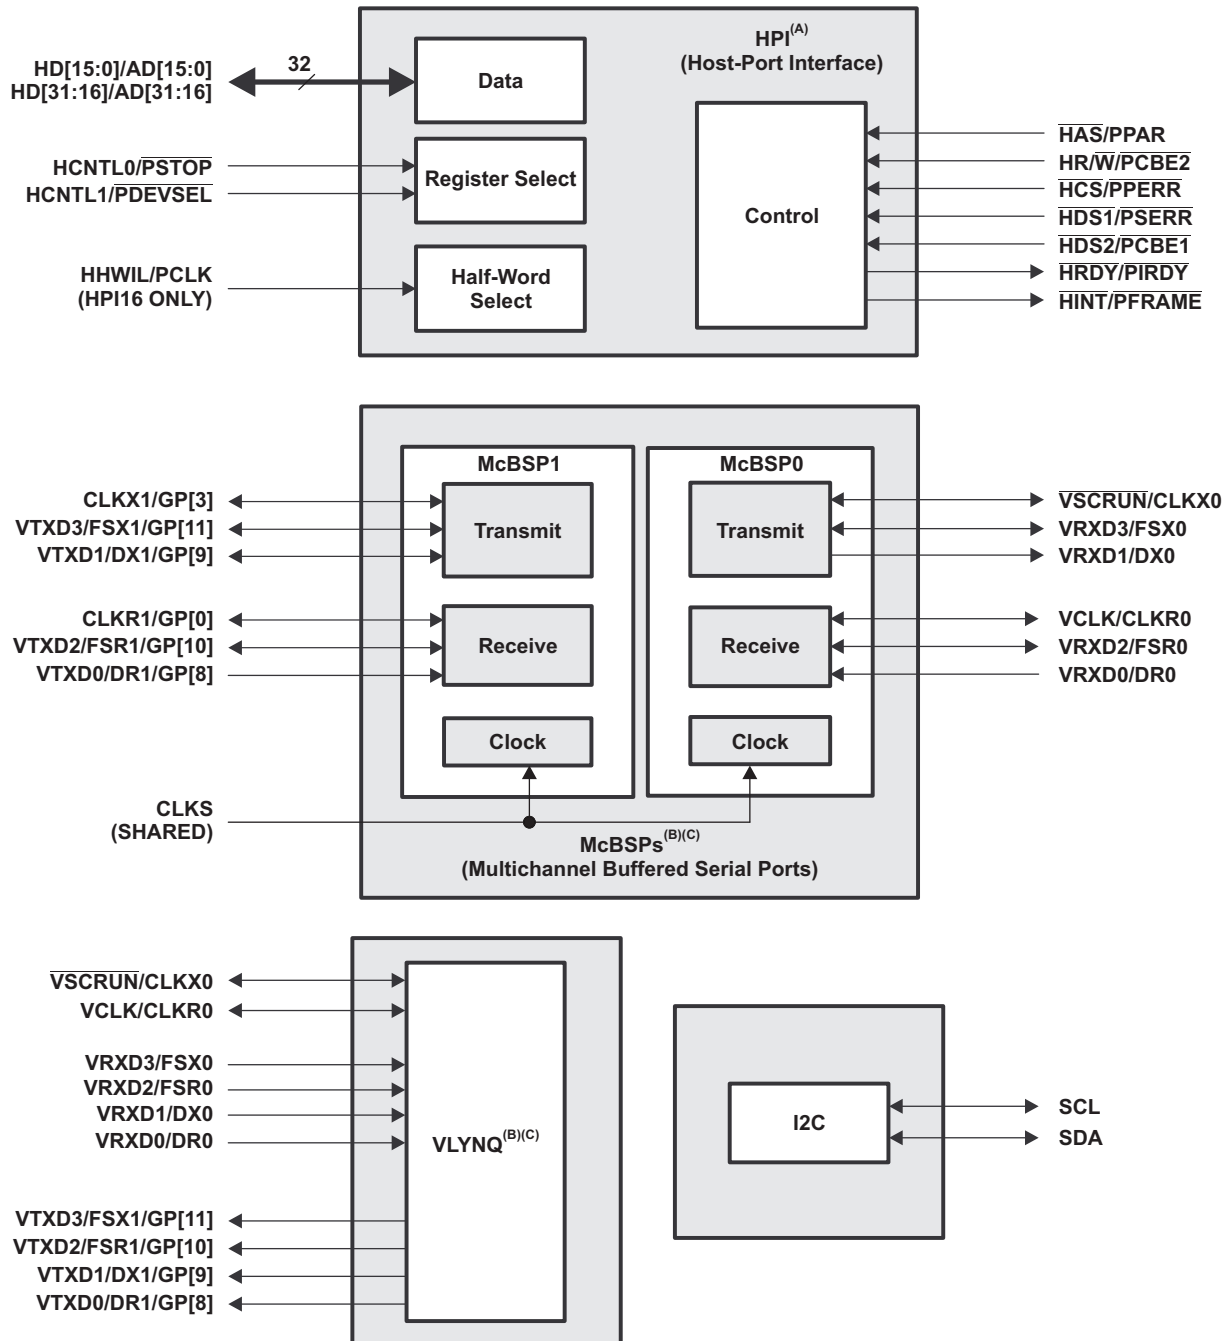 HPI(A)
(Host-Port Interface)
HD[15:0]/AD[15:0]
HD[31:16]/AD[31:16]
32
Data
HCNTL0/PSTOP
HCNTL1/PDEVSEL
Register Select
HHWIL/PCLK
(HPI16 ONLY)
Half-Word
Select
Control
HAS/PPAR
HR/W/PCBE2
HCS/PPERR
HDS1/PSERR
HDS2/PCBE1
HRDY/PIRDY
HINT/PFRAME
McBSP1
McBSP0
CLKX1/GP[3]
VTXD3/FSX1/GP[11]
VTXD1/DX1/GP[9]
Transmit
Transmit
VSCRUN/CLKX0
VRXD3/FSX0
VRXD1/DX0
CLKR1/GP[0]
VTXD2/FSR1/GP[10]
VTXD0/DR1/GP[8]
Receive
Receive
VCLK/CLKR0
VRXD2/FSR0
VRXD0/DR0
Clock
Clock
CLKS
(SHARED)
McBSPs(B)(C)
(Multichannel Buffered Serial Ports)
VSCRUN/CLKX0
VCLK/CLKR0
VRXD3/FSX0
VRXD2/FSR0
VRXD1/DX0
VRXD0/DR0
VLYNQ(B)(C)
VTXD3/FSX1/GP[11]
VTXD2/FSR1/GP[10]
VTXD1/DX1/GP[9]
VTXD0/DR1/GP[8]
I2C
SCL
SDA